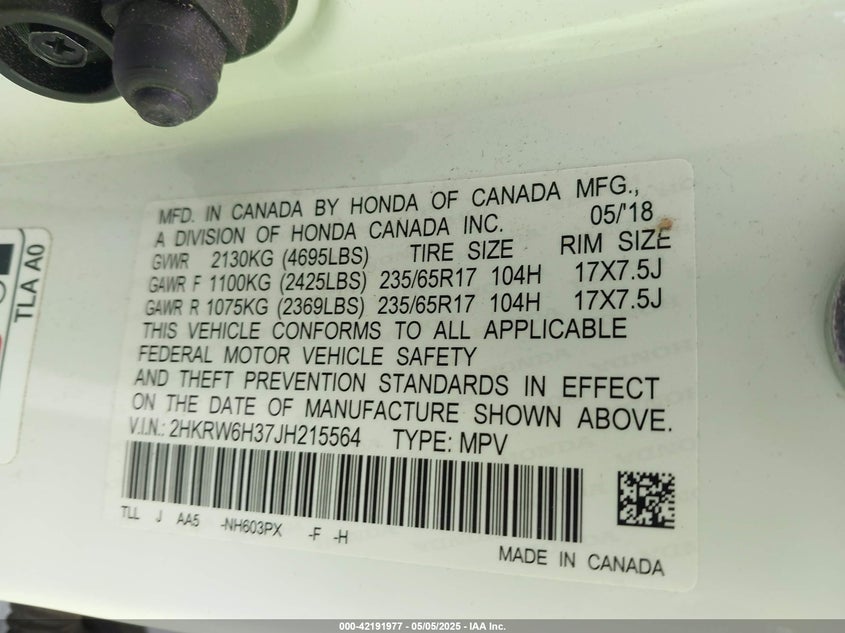 MFD. IN CANADA BY HONDA OF CANADA MFG.,
A DIVISION OF HONDA CANADA INC. 05/'18
GVWR 2130KG (4695LBS) TIRE SIZE RIM SIZE
GAWR F 1100KG (2425LBS) 235/65R17 104H 17X7.5J
GAWR R 1075KG (2369LBS) 235/65R17 104H 17X7.5J
THIS VEHICLE CONFORMS TO ALL APPLICABLE
FEDERAL MOTOR VEHICLE SAFETY
AND THEFT PREVENTION STANDARDS IN EFFECT
ON THE DATE OF MANUFACTURE SHOWN ABOVE.
V.I.N.: 2HKRW6H37JH215564 TYPE: MPV
TLL J AA5 -NH603PX -F -H
MADE IN CANADA
TLA A0
000-42191977 — 05/05/2025 — IAA Inc.